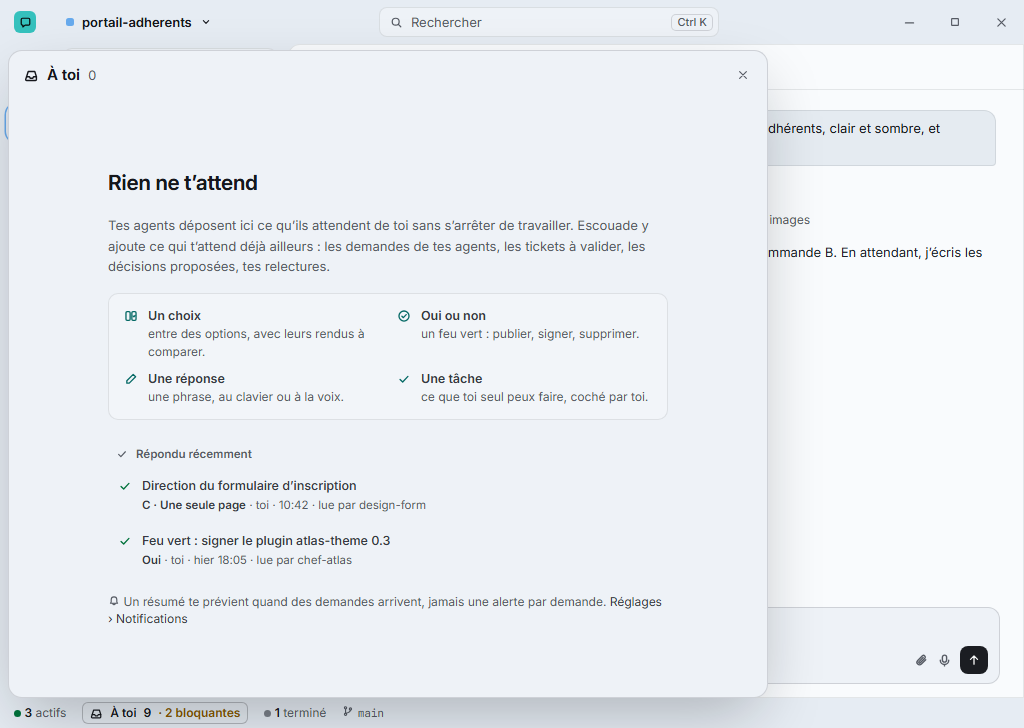 portail-adherents
Rechercher
Ctrl K
À toi 0
Rien ne t’attend
Tes agents déposent ici ce qu’ils attendent de toi sans s’arrêter de travailler. Escouade y
ajoute ce qui t’attend déjà ailleurs : les demandes de tes agents, les tickets à valider, les
décisions proposées, tes relectures.
Un choix
entre des options, avec leurs rendus à
comparer.
Oui ou non
un feu vert : publier, signer, supprimer.
Une réponse
une phrase, au clavier ou à la voix.
Une tâche
ce que toi seul peux faire, coché par toi.
Répondu récemment
Direction du formulaire d’inscription
C · Une seule page · toi · 10:42 · lue par design-form
Feu vert : signer le plugin atlas-theme 0.3
Oui · toi · hier 18:05 · lue par chef-atlas
Un résumé te prévient quand des demandes arrivent, jamais une alerte par demande. Réglages
› Notifications
dhérents, clair et sombre, et
images
mmande B. En attendant, j’écris les
3 actifs
À toi 9 · 2 bloquantes
1 terminé
main